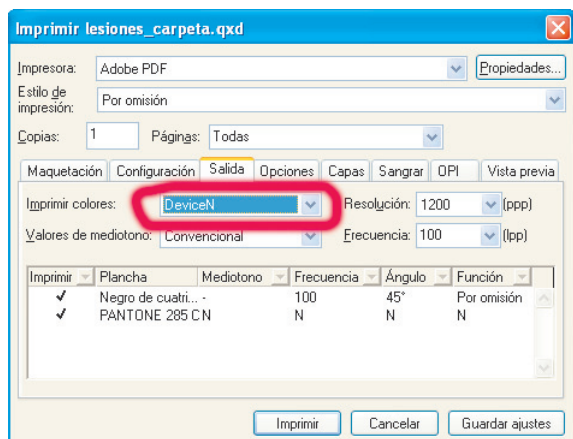 Imprimir lesiones_carpeta.qxd
Impresora: Adobe PDF Propiedades...
Estilo de impresión: Por omisión
Copias: 1 Páginas: Todas
Maquetación Configuración Salida Opciones Capas Sangrar OPI Vista previa
Imprimir colores: DeviceN Resolución: 1200 (ppp)
Valores de mediotono: Convencional Frecuencia: 100 (lpp)
Imprimir Plancha Mediotono Frecuencia Ángulo Función
Negro de cuatri... - 100 45° Por omisión
PANTONE 285 C N N N N
Imprimir Cancelar Guardar ajustes